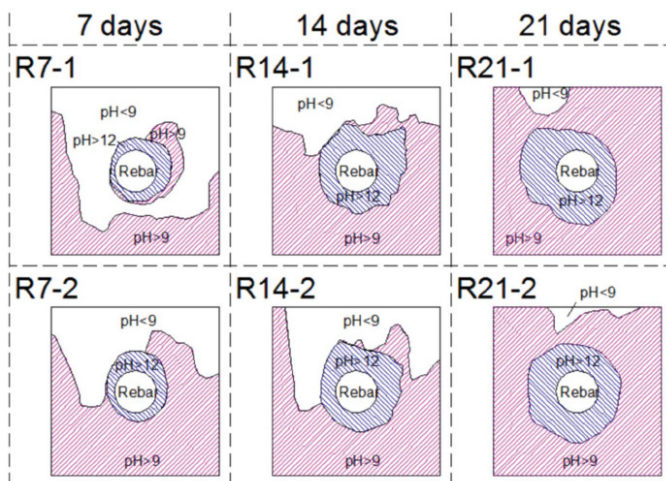 7 days
14 days
21 days
R7-1
R14-1
R21-1
pH<9
pH>12
pH>9
Rebar
pH>9
pH<9
Rebar
pH>12
pH>9
pH<9
Rebar
pH>12
pH>9
R7-2
R14-2
R21-2
pH<9
pH>12
Rebar
pH>9
pH<9
pH>12
Rebar
pH>9
pH<9
pH>12
Rebar
pH>9